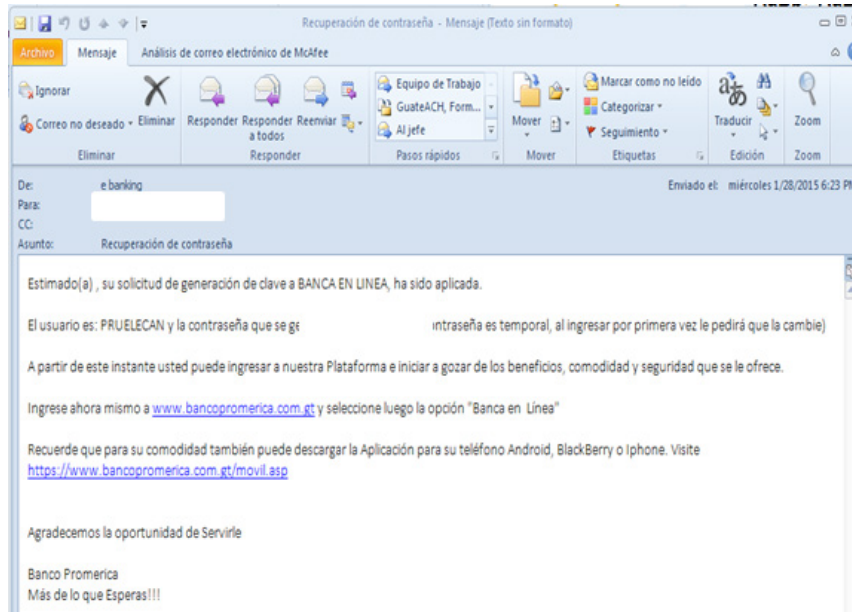 Recuperación de contraseña - Mensaje (Texto sin formato)
Archivo Mensaje Análisis de correo electrónico de McAfee
Ignorar
Correo no deseado
Eliminar
Eliminar
Responder
Responder a todos
Reenviar
Responder
Equipo de Trabajo
GuateACH, Form...
Al jefe
Pasos rápidos
Mover
Mover
Marcar como no leído
Categorizar
Seguimiento
Etiquetas
Traducir
Edición
Zoom
Zoom
De: e banking
Enviado el: miércoles 1/28/2015 6:23 PM
Para:
CC:
Asunto: Recuperación de contraseña
Estimado(a) , su solicitud de generación de clave a BANCA EN LINEA, ha sido aplicada.
El usuario es: PRUELECAN y la contraseña que se ge ntraseña es temporal, al ingresar por primera vez le pedirá que la cambie)
A partir de este instante usted puede ingresar a nuestra Plataforma e iniciar a gozar de los beneficios, comodidad y seguridad que se le ofrece.
Ingrese ahora mismo a www.bancopromerica.com.gt y seleccione luego la opción "Banca en Línea"
Recuerde que para su comodidad también puede descargar la Aplicación para su teléfono Android, BlackBerry o Iphone. Visite
https://www.bancopromerica.com.gt/movil.asp
Agradecemos la oportunidad de Servirle
Banco Promerica
Más de lo que Esperas!!!